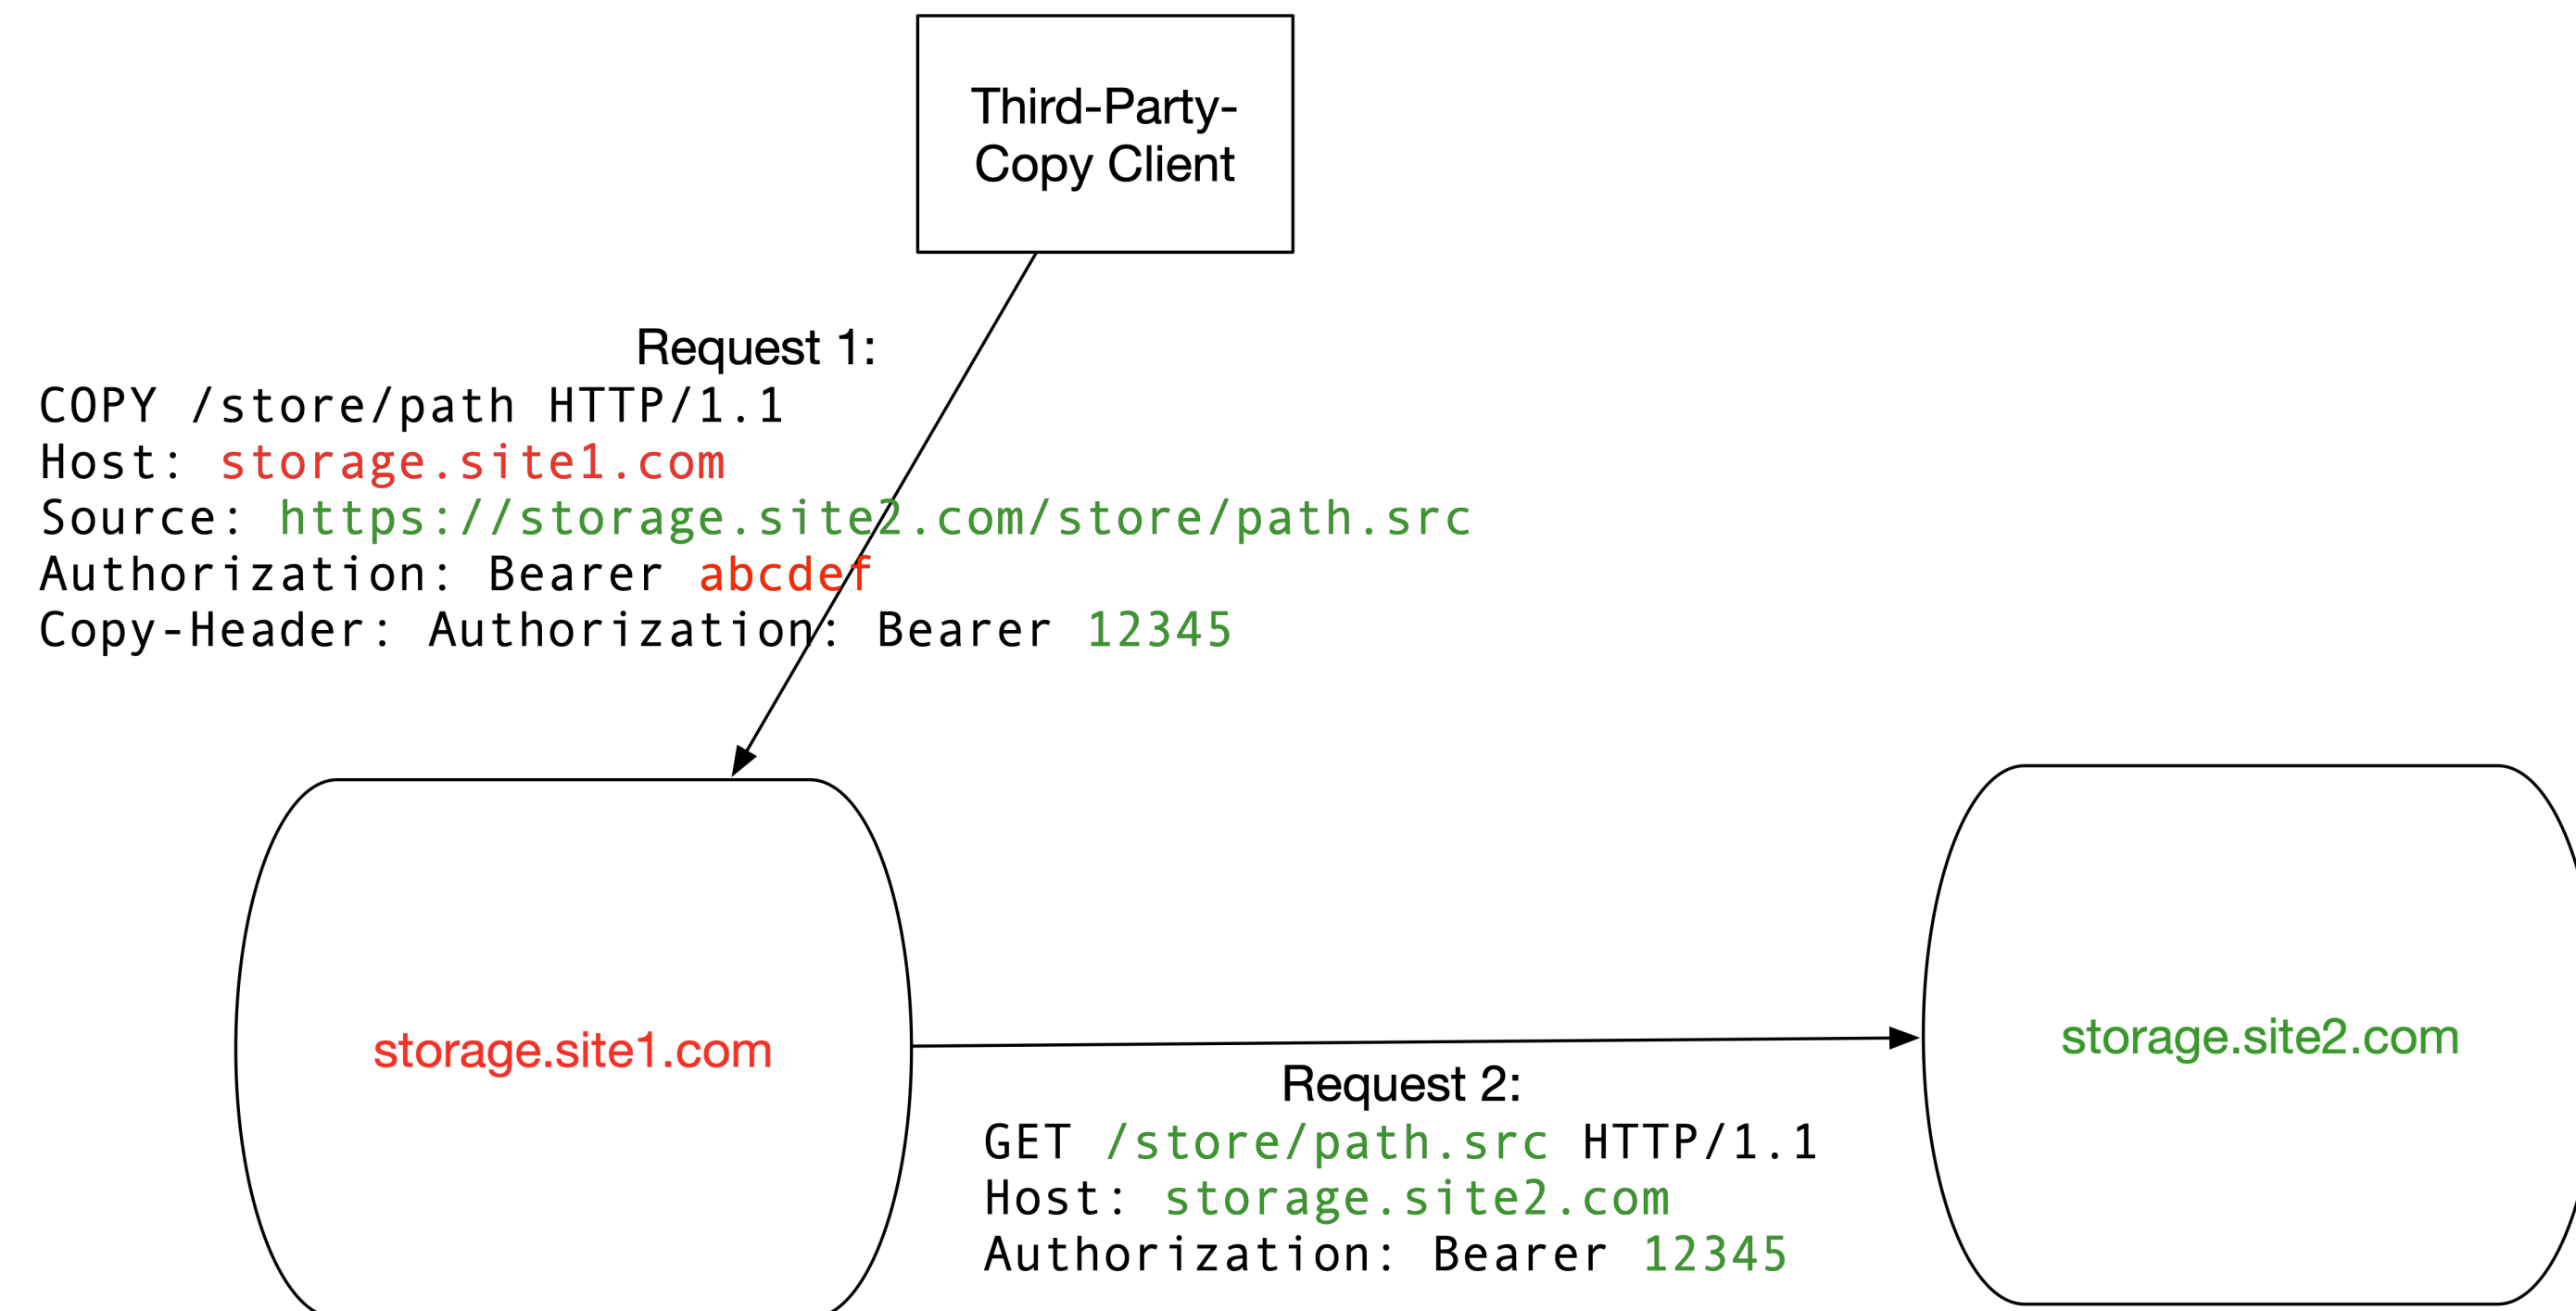 Third-Party-
Copy Client
Request 1:
COPY /store/path HTTP/1.1
Host: storage.site1.com
Source: https://storage.site2.com/store/path.src
Authorization: Bearer abcdef
Copy-Header: Authorization: Bearer 12345
storage.site1.com
storage.site2.com
Request 2:
GET /store/path.src HTTP/1.1
Host: storage.site2.com
Authorization: Bearer 12345